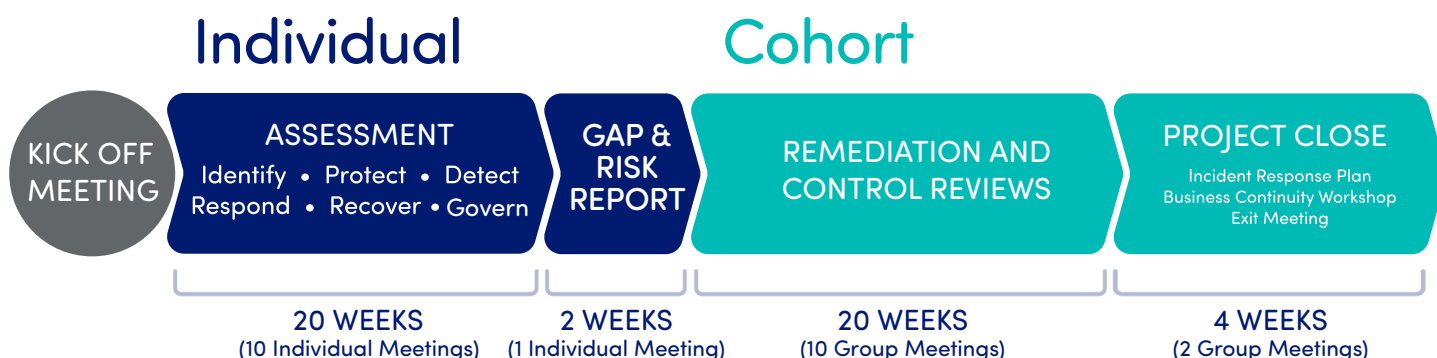 Individual
Cohort
KICK OFF
MEETING
ASSESSMENT
Identify • Protect • Detect
Respond • Recover • Govern
GAP &
RISK
REPORT
REMEDIATION AND
CONTROL REVIEWS
PROJECT CLOSE
Incident Response Plan
Business Continuity Workshop
Exit Meeting
20 WEEKS
(10 Individual Meetings)
2 WEEKS
(1 Individual Meeting)
20 WEEKS
(10 Group Meetings)
4 WEEKS
(2 Group Meetings)